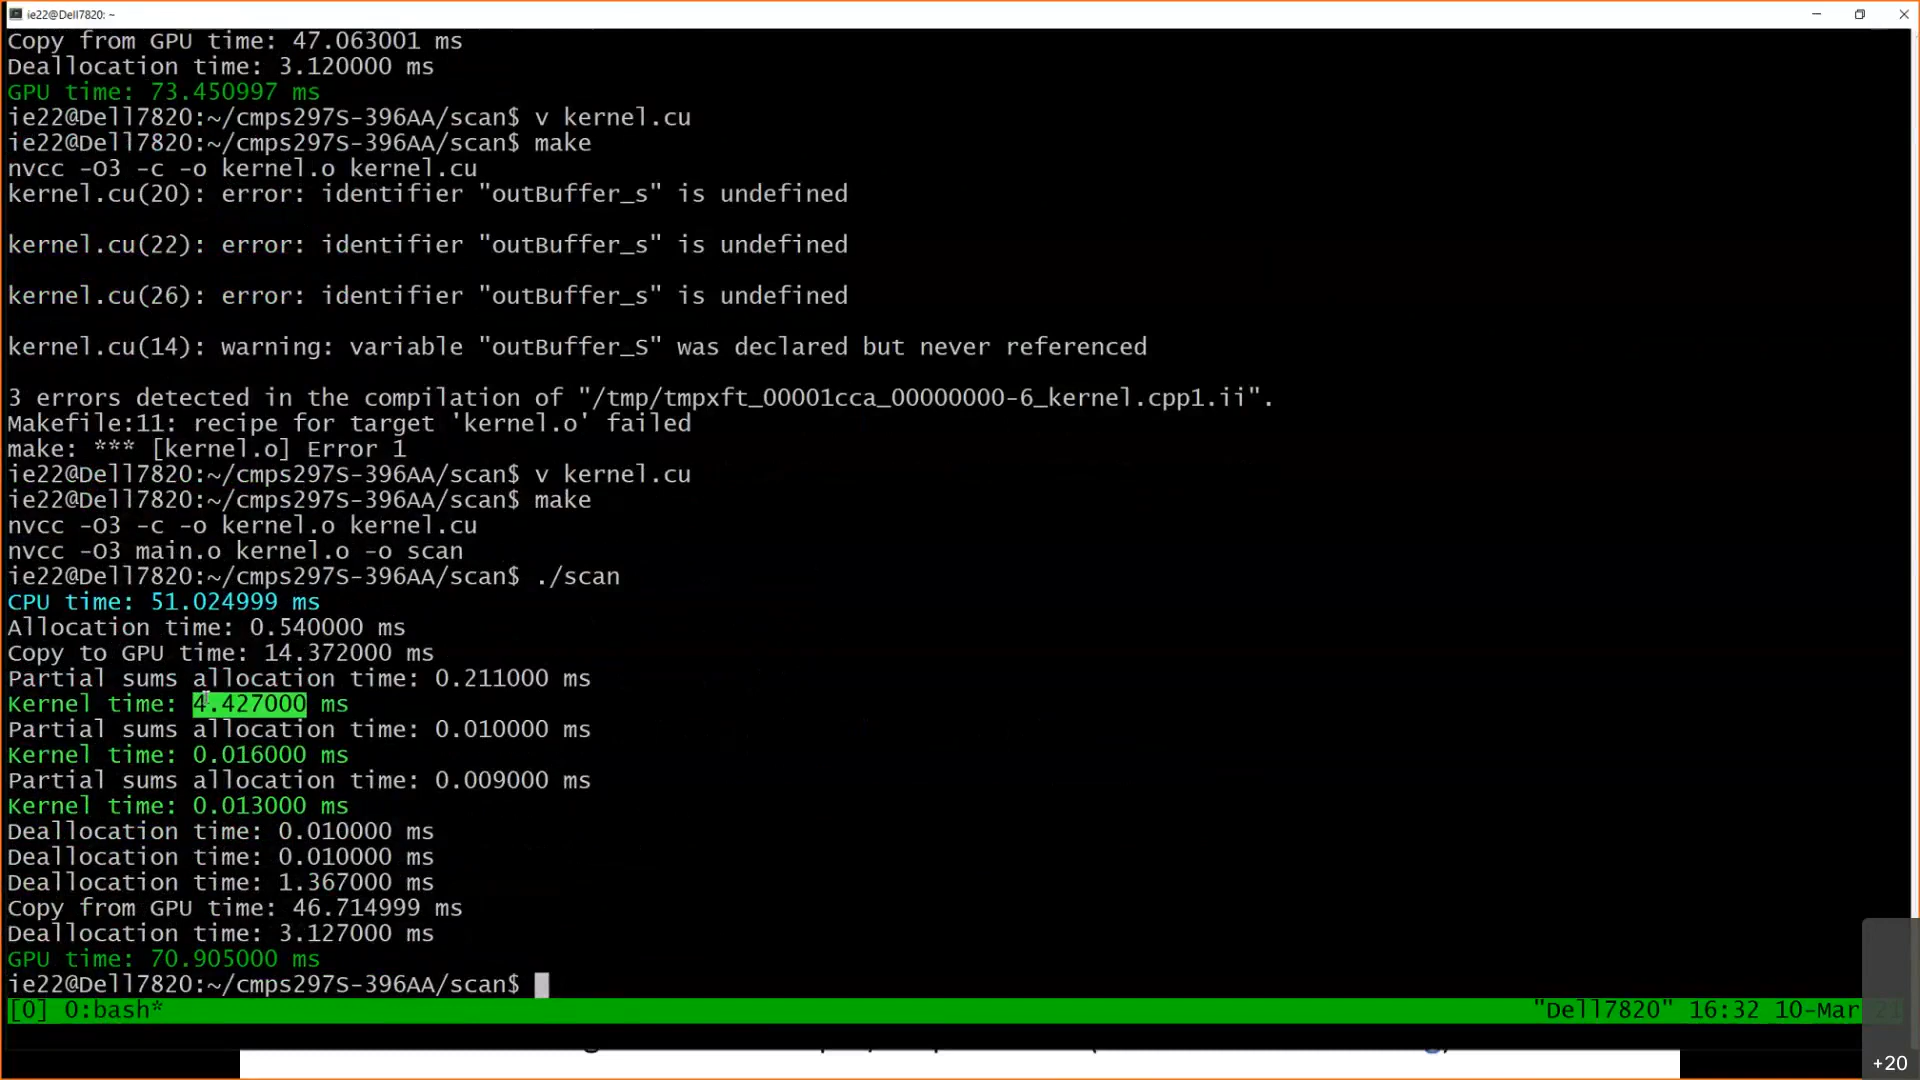 ie22@Dell7820: ~
Copy from GPU time: 47.063001 ms
Deallocation time: 3.120000 ms
GPU time: 73.450997 ms
ie22@Dell7820:~/cmps297S-396AA/scan$ v kernel.cu
ie22@Dell7820:~/cmps297S-396AA/scan$ make
nvcc -O3 -c -o kernel.o kernel.cu
kernel.cu(20): error: identifier "outBuffer_s" is undefined
kernel.cu(22): error: identifier "outBuffer_s" is undefined
kernel.cu(26): error: identifier "outBuffer_s" is undefined
kernel.cu(14): warning: variable "outBuffer_S" was declared but never referenced
3 errors detected in the compilation of "/tmp/tmpxft_00001cca_00000000-6_kernel.cpp1.ii".
Makefile:11: recipe for target 'kernel.o' failed
make: *** [kernel.o] Error 1
ie22@Dell7820:~/cmps297S-396AA/scan$ v kernel.cu
ie22@Dell7820:~/cmps297S-396AA/scan$ make
nvcc -O3 -c -o kernel.o kernel.cu
nvcc -O3 main.o kernel.o -o scan
ie22@Dell7820:~/cmps297S-396AA/scan$ ./scan
CPU time: 51.024999 ms
Allocation time: 0.540000 ms
Copy to GPU time: 14.372000 ms
Partial sums allocation time: 0.211000 ms
Kernel time: 4.427000 ms
Partial sums allocation time: 0.010000 ms
Kernel time: 0.016000 ms
Partial sums allocation time: 0.009000 ms
Kernel time: 0.013000 ms
Deallocation time: 0.010000 ms
Deallocation time: 0.010000 ms
Deallocation time: 1.367000 ms
Copy from GPU time: 46.714999 ms
Deallocation time: 3.127000 ms
GPU time: 70.905000 ms
ie22@Dell7820:~/cmps297S-396AA/scan$
[0] 0:bash* "Dell7820" 16:32 10-Mar 21
+20